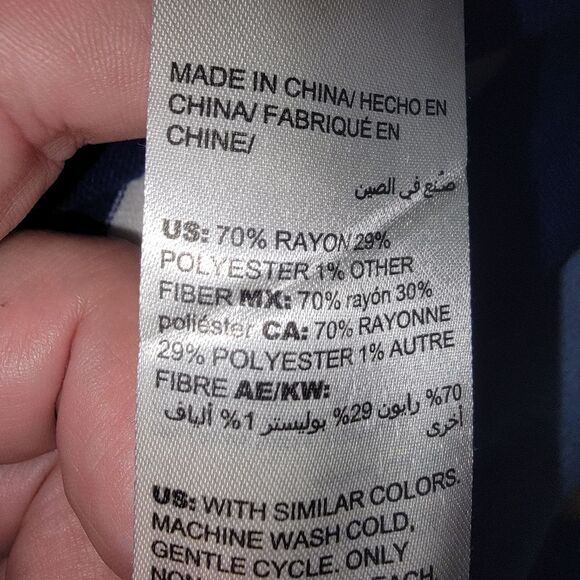 MADE IN CHINA/ HECHO EN
CHINA/ FABRIQUÉ EN
CHINE/
صنع في الصين
US: 70% RAYON 29%
POLYESTER 1% OTHER
FIBER MX: 70% rayón 30%
poliéster CA: 70% RAYONNE
29% POLYESTER 1% AUTRE
FIBRE AE/KW:
70% رايون 29% بوليستر 1% ألياف
أخرى
US: WITH SIMILAR COLORS.
MACHINE WASH COLD,
GENTLE CYCLE. ONLY